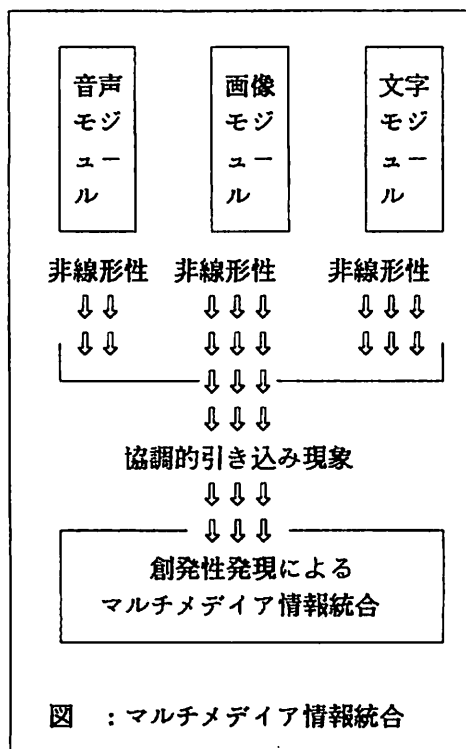 音声
モジ
ュー
ル
画像
モジ
ュー
ル
文字
モジ
ュー
ル
非線形性 非線形性 非線形性
⇩⇩ ⇩⇩⇩ ⇩⇩⇩
⇩⇩ ⇩⇩⇩ ⇩⇩⇩
⇩⇩⇩
⇩⇩⇩
協調的引き込み現象
⇩⇩⇩
⇩⇩⇩
創発性発現による
マルチメデイア情報統合
図 :マルチメデイア情報統合